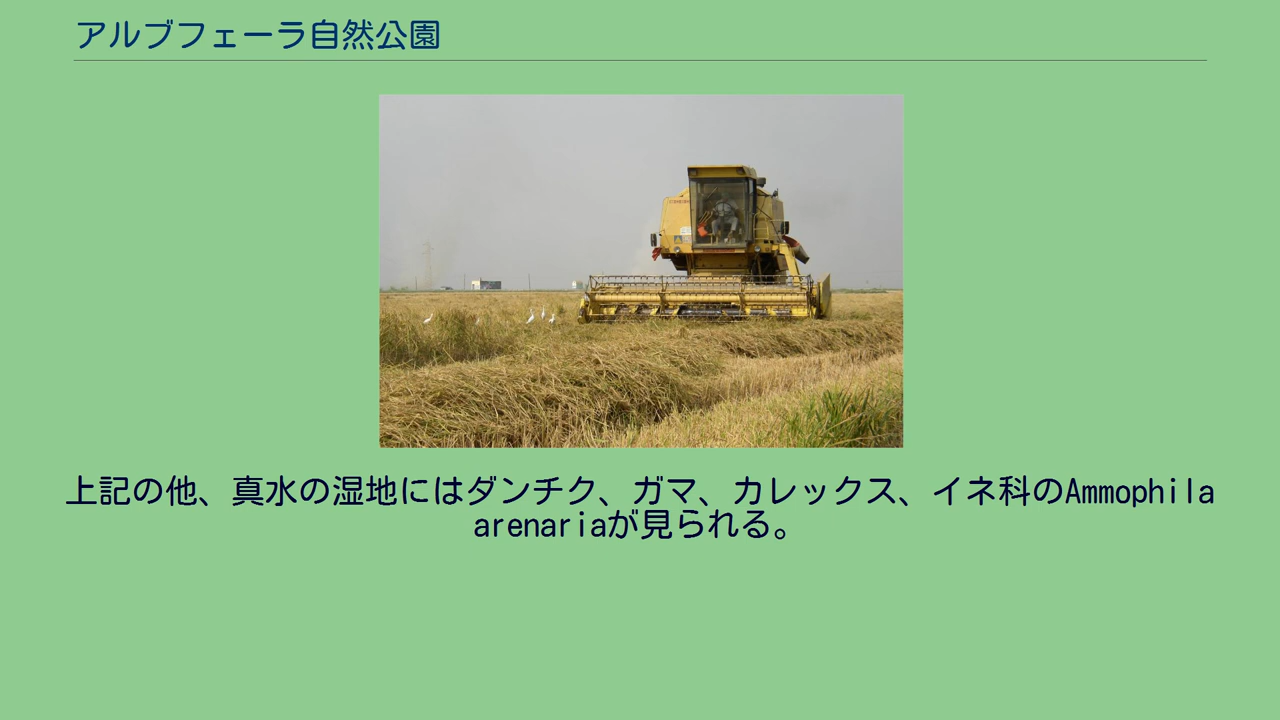 アルブフェーラ自然公園
上記の他、真水の湿地にはダンチク、ガマ、カレックス、イネ科のAmmophila
arenariaが見られる。